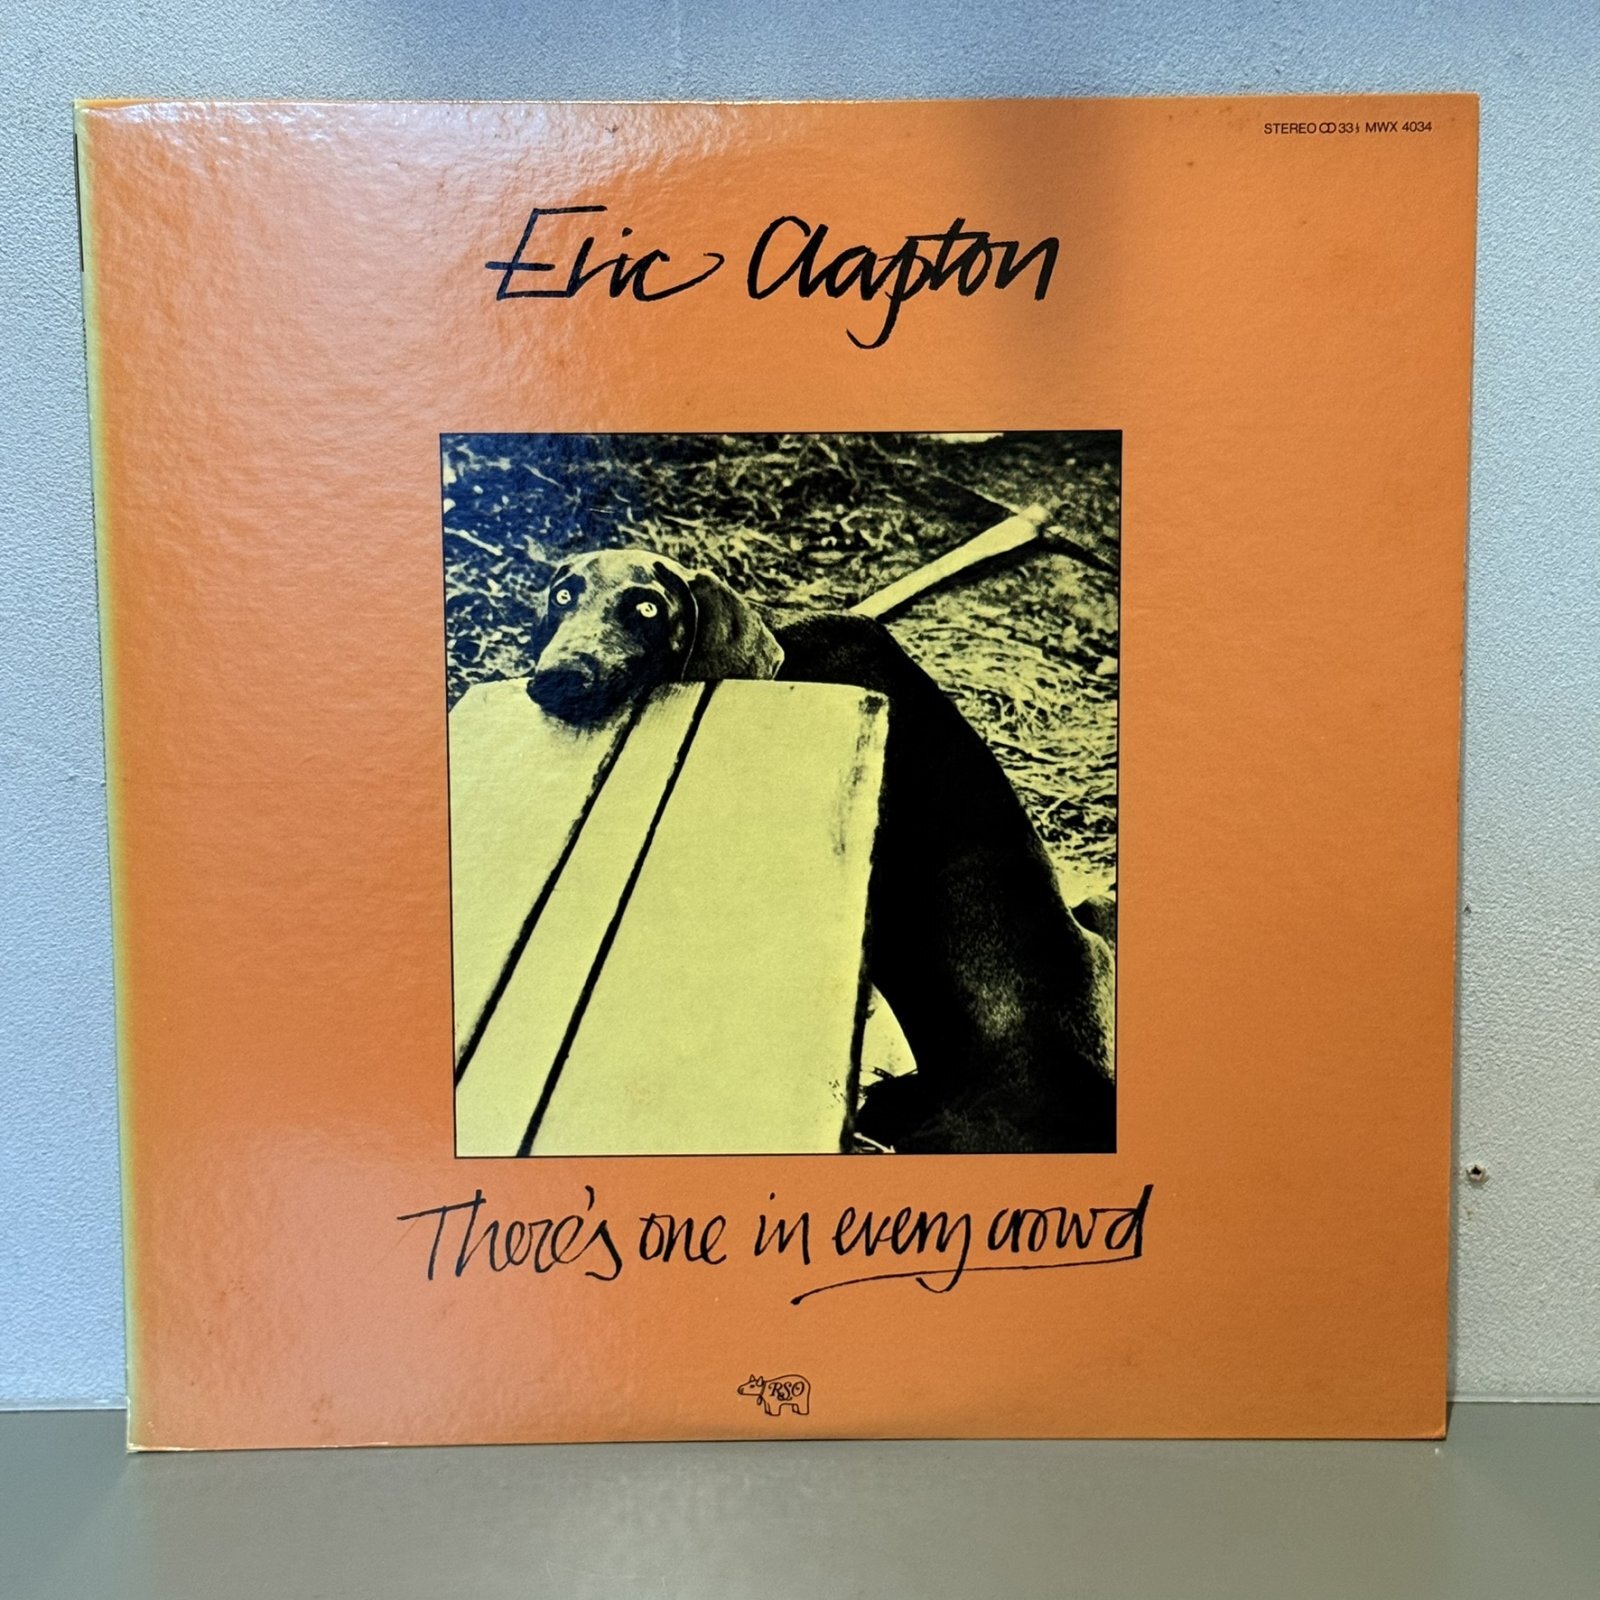 STEREO 33⅓ MWX 4034
Eric Clapton
There's one in every crowd
RSO